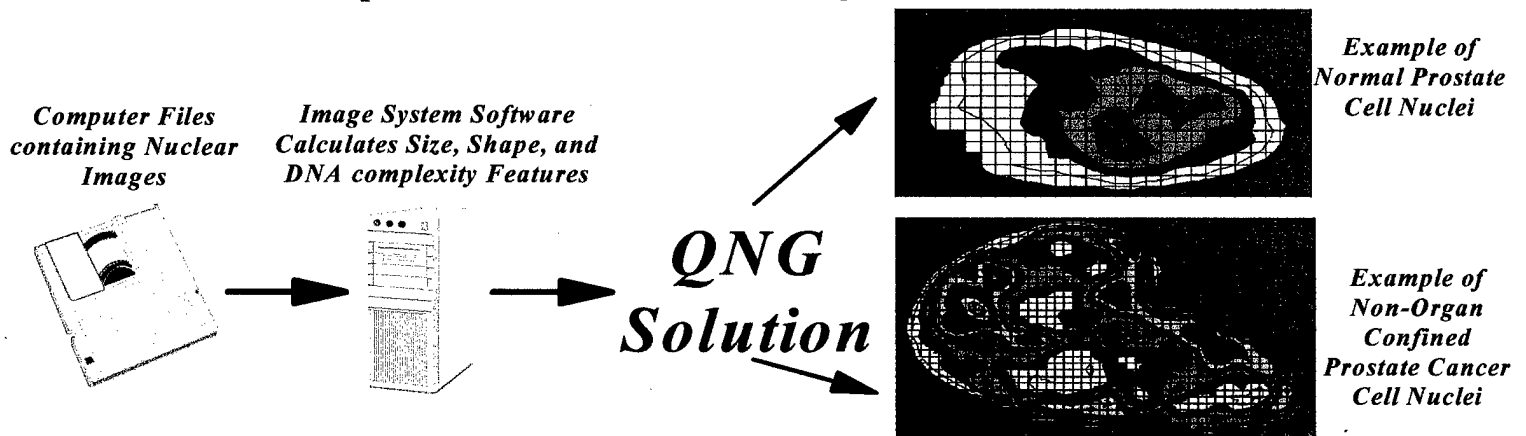 Computer Files
containing Nuclear
Images
Image System Software
Calculates Size, Shape, and
DNA complexity Features
QNG
Solution
Example of
Normal Prostate
Cell Nuclei
Example of
Non-Organ
Confined
Prostate Cancer
Cell Nuclei